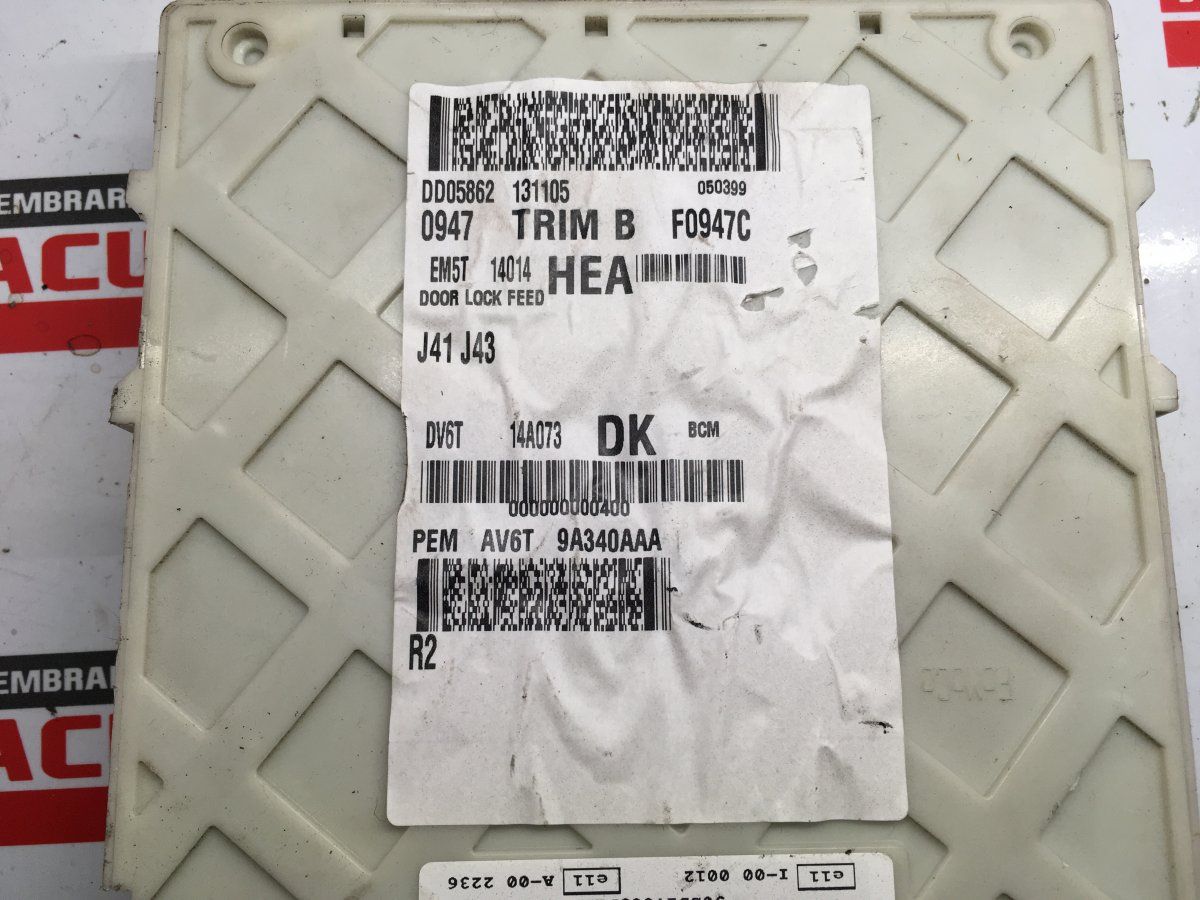 DD05862 131105 050399
0947 TRIM B F0947C
EM5T 14014 HEA
DOOR LOCK FEED
J41 J43
DV6T 14A073 DK BCM
000000000400
PEM AV6T 9A340AAA
R2
EMBRAR
ACU
EMBRAR
ACU
FoMoCo
e11 I-00 0012
e11 A-00 2236